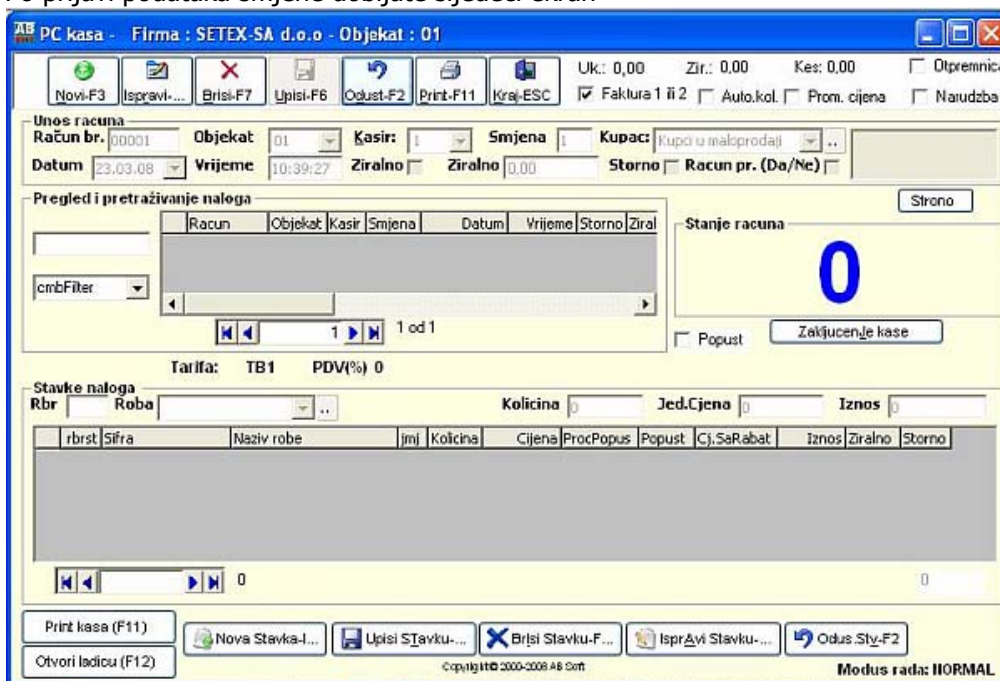 Po prijavi podataka smjene dobijate sljedeći ekran
PC kasa - Firma : SETEX-SA d.o.o - Objekat : 01
Novi-F3 Ispravi-... Brisi-F7 Upisi-F6 Odust-F2 Print-F11 Kraj-ESC
Uk.: 0,00 Zir.: 0,00 Kes: 0,00 Otpremnica
Faktura 1 ili 2 Auto.kol. Prom. cijena Narudzba
Unos racuna
Račun br. 00001 Objekat 01 Kasir: 1 Smjena 1 Kupac: Kupci u maloprodaji ..
Datum 23.03.08 Vrijeme 10:39:27 Ziralno Ziralno 0,00 Storno Racun pr. (Da/Ne)
Pregled i pretraživanje naloga
Strono
Racun Objekat Kasir Smjena Datum Vrijeme Storno Ziral
Stanje racuna
0
cmbFilter
1 1 od 1
Popust Zakljucenje kase
Tarifa: TB1 PDV(%) 0
Stavke naloga
Rbr Roba .. Kolicina 0 Jed.Cjena 0 Iznos 0
rbrst Sifra Naziv robe jmj Kolicina Cijena ProcPopus Popust Cj.SaRabat Iznos Ziralno Storno
0 0
Print kasa (F11)
Otvori ladicu (F12)
Nova Stavka-I... Upisi STavku-... BrIsi Stavku-F... IsprAvi Stavku-... Odus.Stv-F2
Copyright© 2000-2008 AB Soft
Modus rada: NORMAL